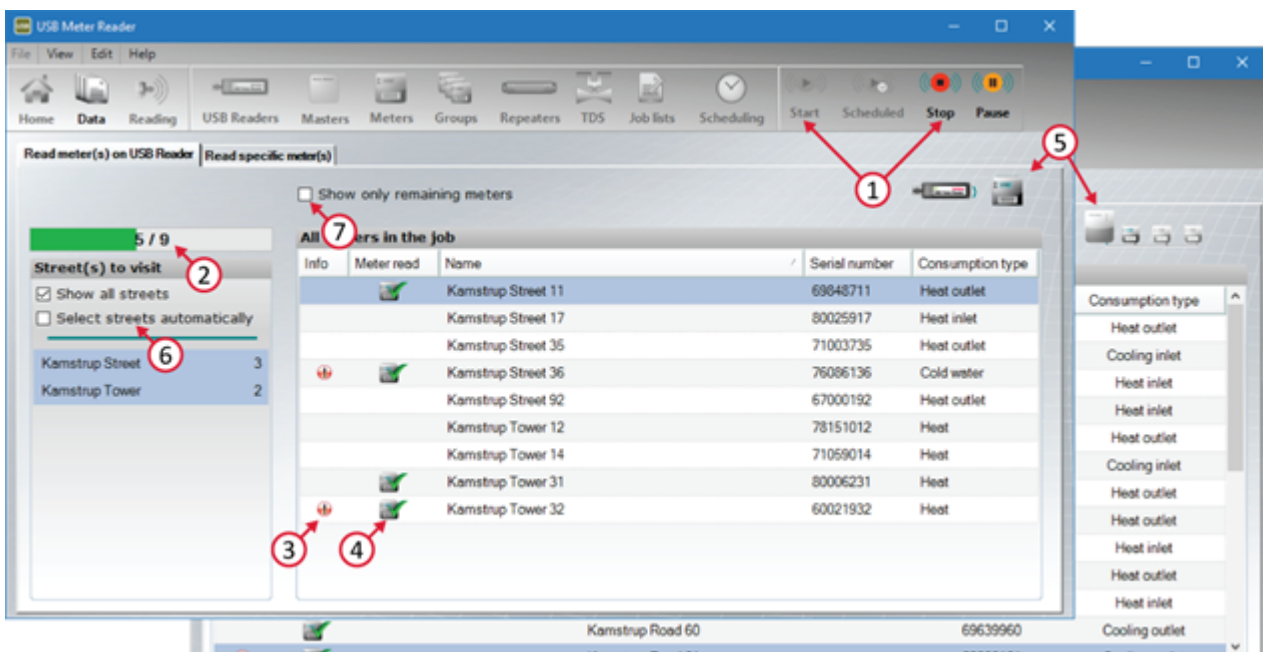 USB Meter Reader
File View Edit Help
Home Data Reading USB Readers Masters Meters Groups Repeaters TDS Job lists Scheduling Start Scheduled Stop Pause
Read meter(s) on USB Reader Read specific meter(s)
1
5
Show only remaining meters
7
5 / 9
2
All ers in the job
Street(s) to visit
Info Meter read Name Serial number Consumption type
Show all streets
Select streets automatically
6
Kamstrup Street 3
Kamstrup Tower 2
Kamstrup Street 11 69848711 Heat outlet
Kamstrup Street 17 80025917 Heat inlet
Kamstrup Street 35 71003735 Heat outlet
Kamstrup Street 36 76086136 Cold water
Kamstrup Street 92 67000192 Heat outlet
Kamstrup Tower 12 78151012 Heat
Kamstrup Tower 14 71059014 Heat
Kamstrup Tower 31 80006231 Heat
Kamstrup Tower 32 60021932 Heat
3
4
Consumption type
Heat outlet
Cooling inlet
Heat inlet
Heat inlet
Heat outlet
Cooling inlet
Heat outlet
Heat outlet
Heat inlet
Heat outlet
Heat inlet
Kamstrup Road 60 69639960 Cooling outlet